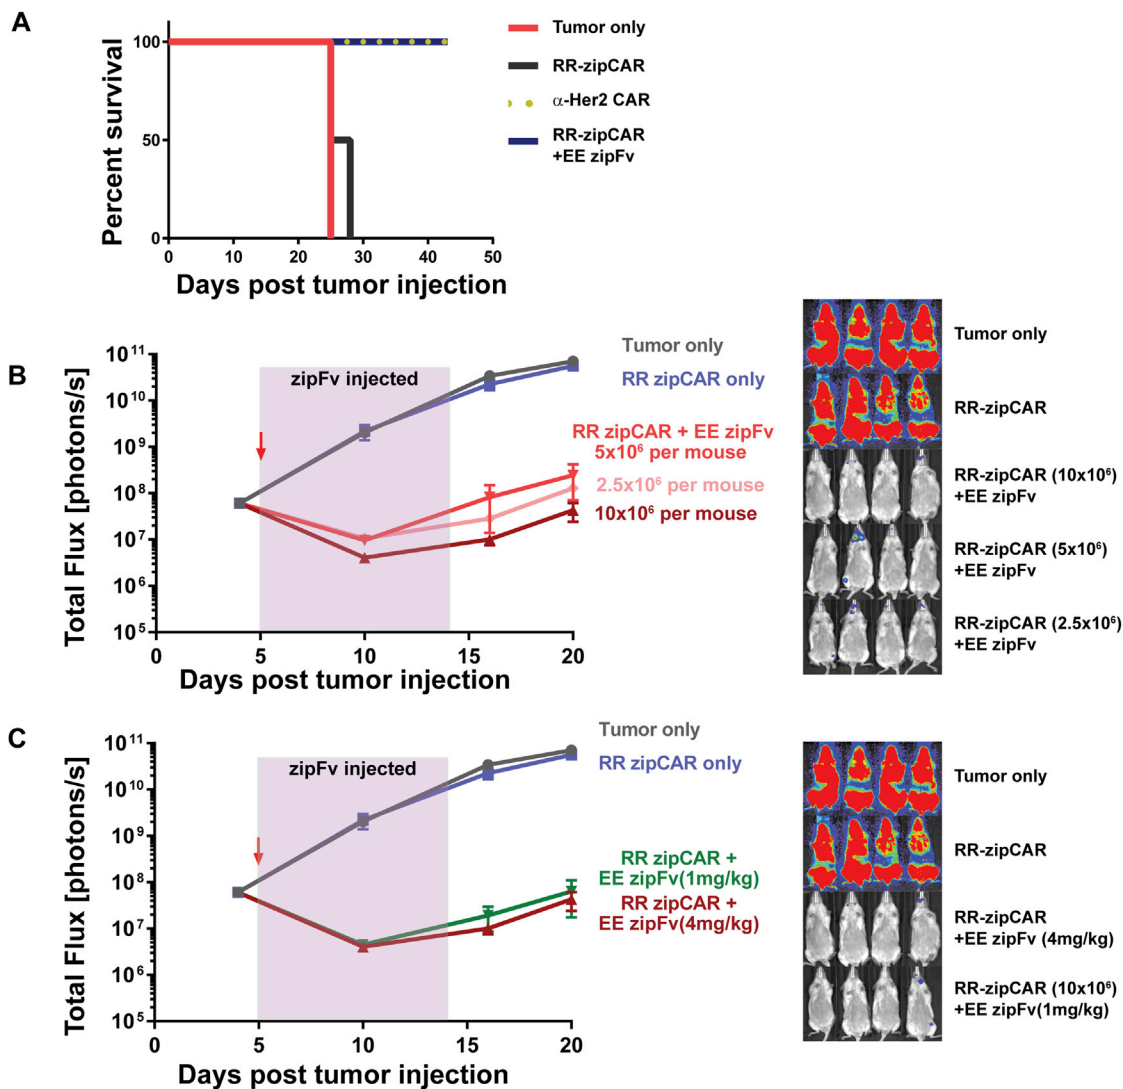 A
Percent survival
100
50
0
0 10 20 30 40 50
Days post tumor injection
Tumor only
RR-zipCAR
α-Her2 CAR
RR-zipCAR
+EE zipFv
B
Total Flux [photons/s]
10¹¹
10¹⁰
10⁹
10⁸
10⁷
10⁶
10⁵
0 5 10 15 20
Days post tumor injection
zipFv injected
Tumor only
RR zipCAR only
RR zipCAR + EE zipFv
5x10⁶ per mouse
2.5x10⁶ per mouse
10x10⁶ per mouse
Tumor only
RR-zipCAR
RR-zipCAR (10x10⁶)
+EE zipFv
RR-zipCAR (5x10⁶)
+EE zipFv
RR-zipCAR (2.5x10⁶)
+EE zipFv
C
Total Flux [photons/s]
10¹¹
10¹⁰
10⁹
10⁸
10⁷
10⁶
10⁵
0 5 10 15 20
Days post tumor injection
zipFv injected
Tumor only
RR zipCAR only
RR zipCAR +
EE zipFv(1mg/kg)
RR zipCAR +
EE zipFv(4mg/kg)
Tumor only
RR-zipCAR
RR-zipCAR
+EE zipFv (4mg/kg)
RR-zipCAR (10x10⁶)
+EE zipFv(1mg/kg)